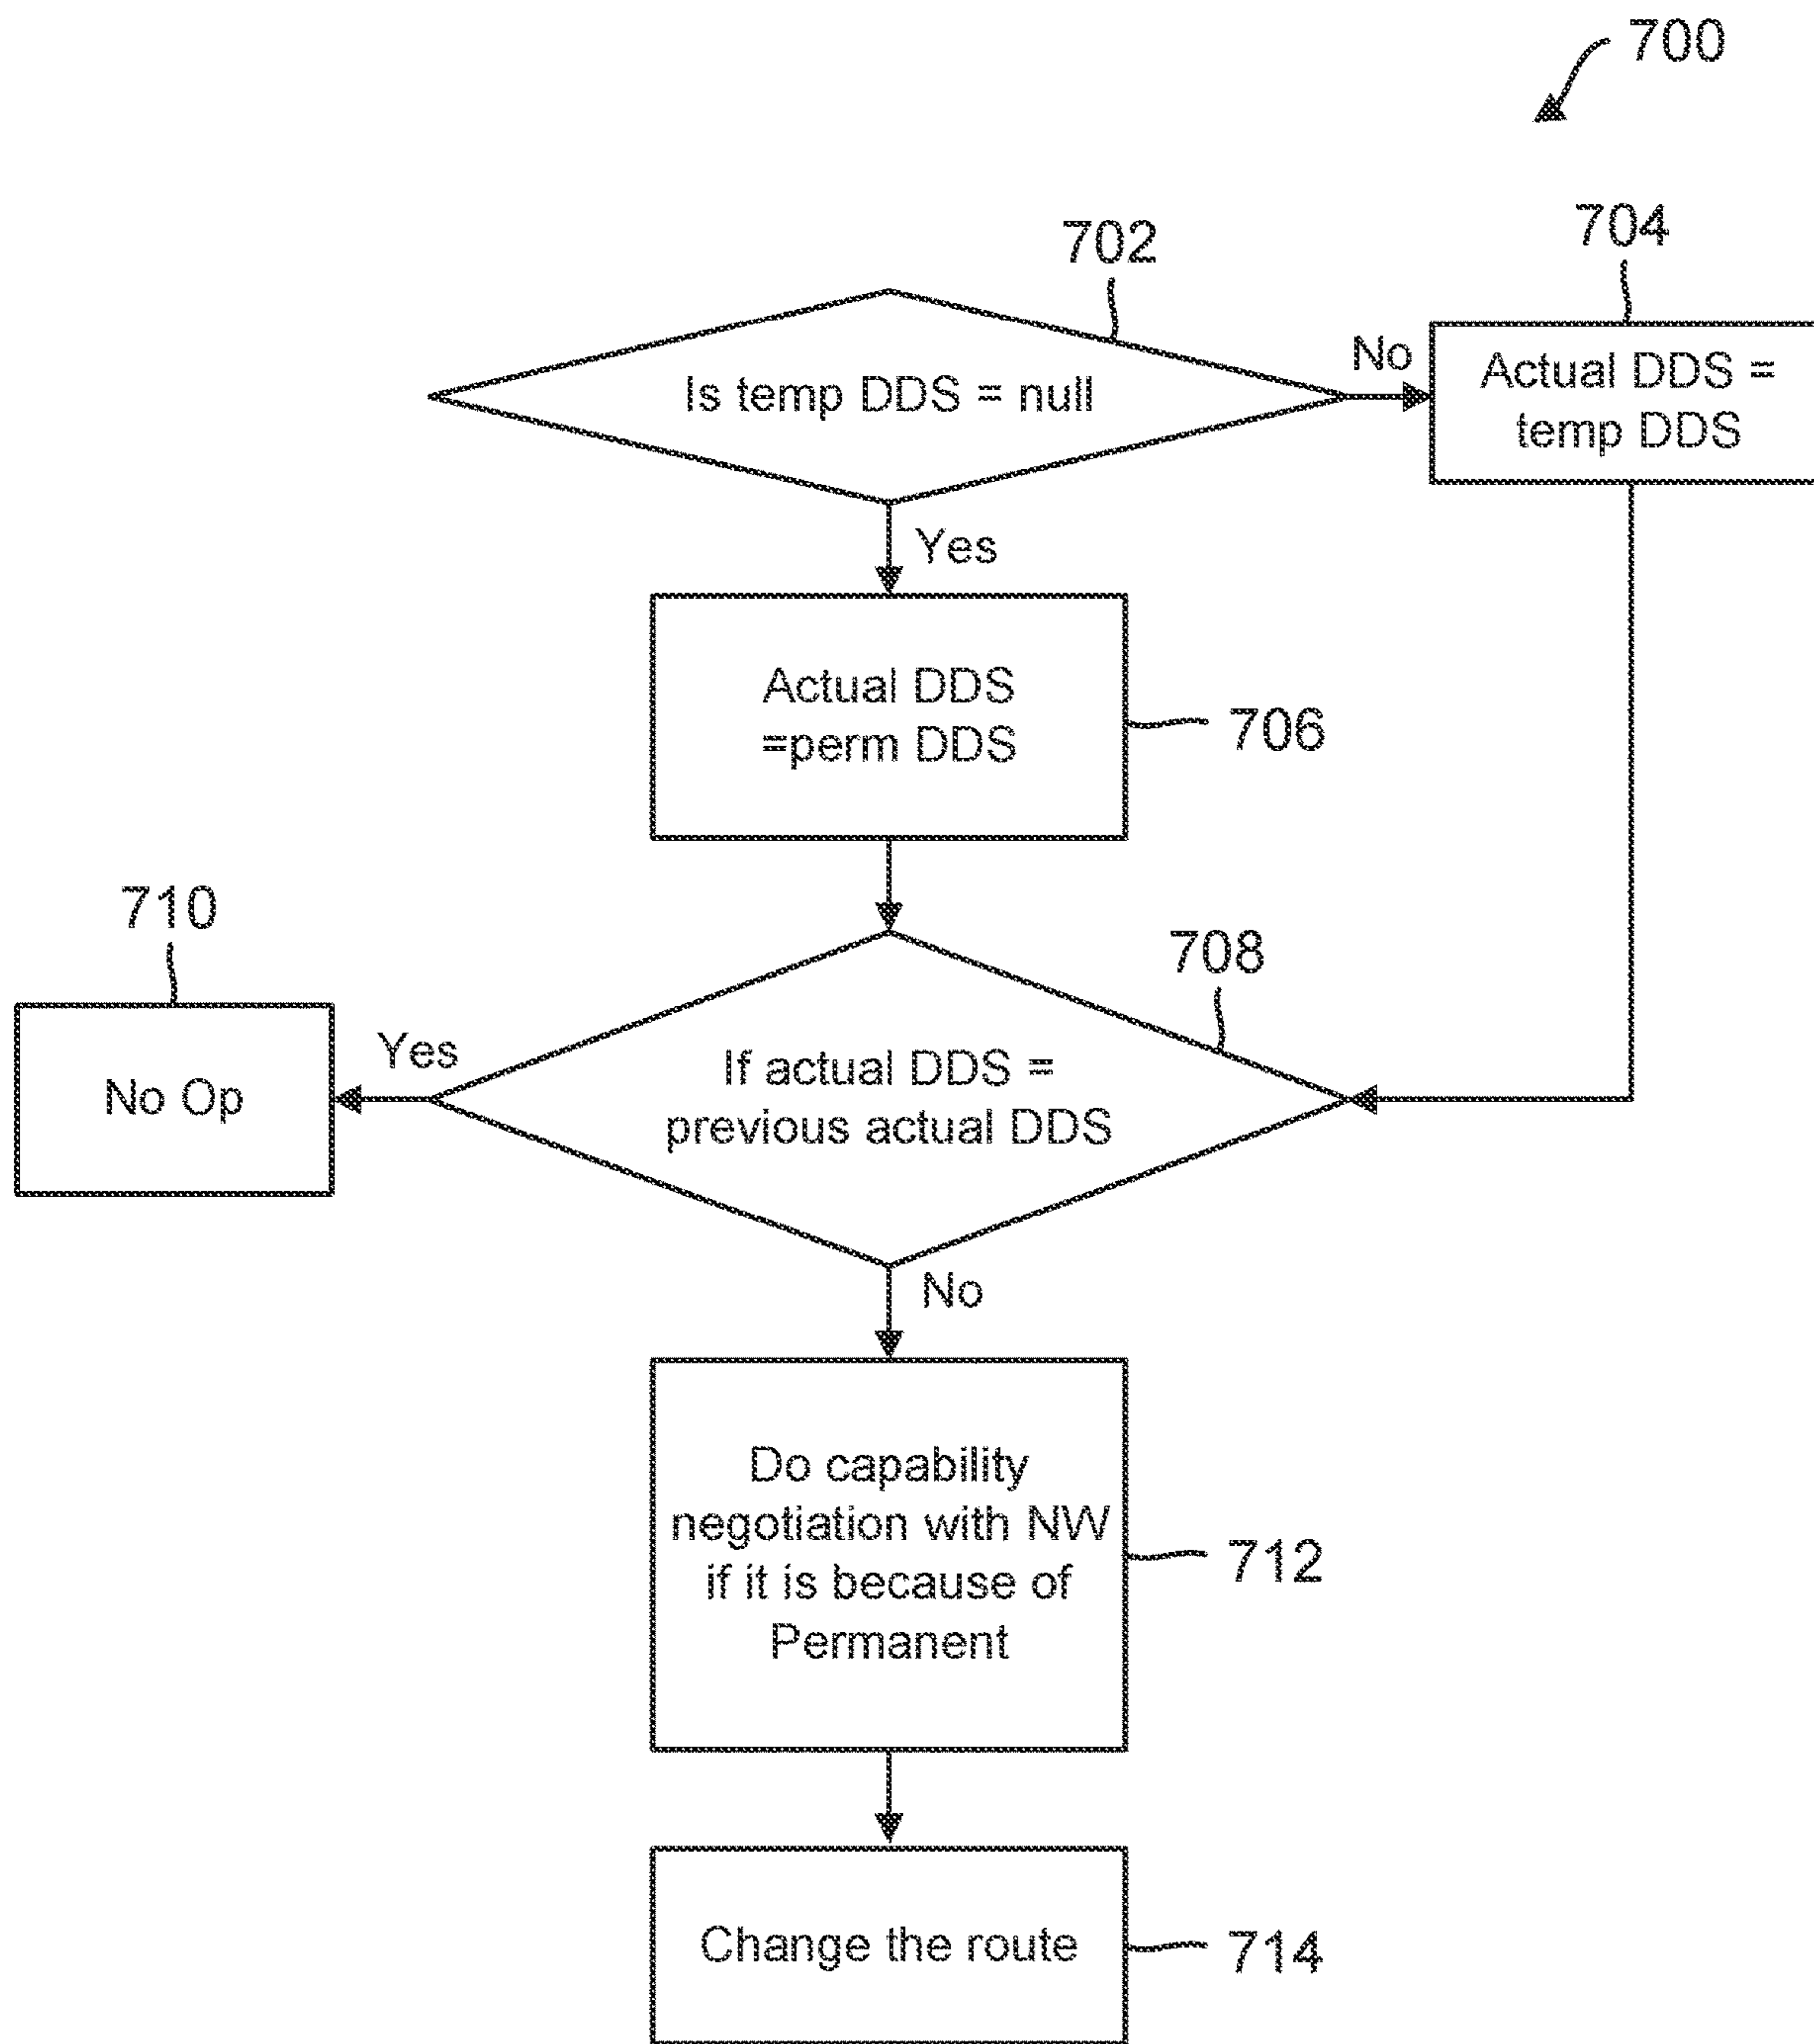 700
702
704
Is temp DDS = null
No
Actual DDS =
temp DDS
Yes
Actual DDS
=perm DDS
706
710
708
No Op
Yes
If actual DDS =
previous actual DDS
No
Do capability
negotiation with NW
if it is because of
Permanent
712
Change the route
714